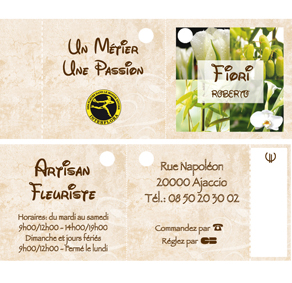 Un Métier
Une Passion
INTERFLORA
Fiori
ROBERTO
Artisan
Fleuriste
Horaires: du mardi au samedi
9h00/12h00 - 14h00/19h00
Dimanche et jours fériés
9h00/12h00 - Fermé le lundi
Rue Napoléon
20000 Ajaccio
Tél.: 08 50 20 30 02
Commandez par
Réglez par